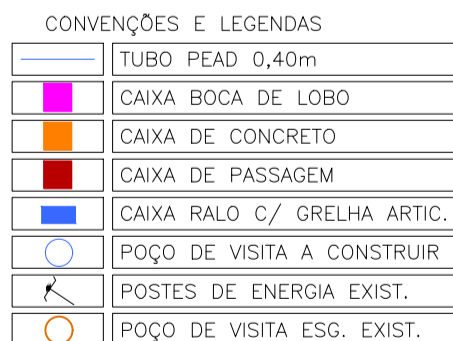 CONVENÇÕES E LEGENDAS
TUBO PEAD 0,40m
CAIXA BOCA DE LOBO
CAIXA DE CONCRETO
CAIXA DE PASSAGEM
CAIXA RALO C/ GRELHA ARTIC.
POÇO DE VISITA A CONSTRUIR
POSTES DE ENERGIA EXIST.
POÇO DE VISITA ESG. EXIST.